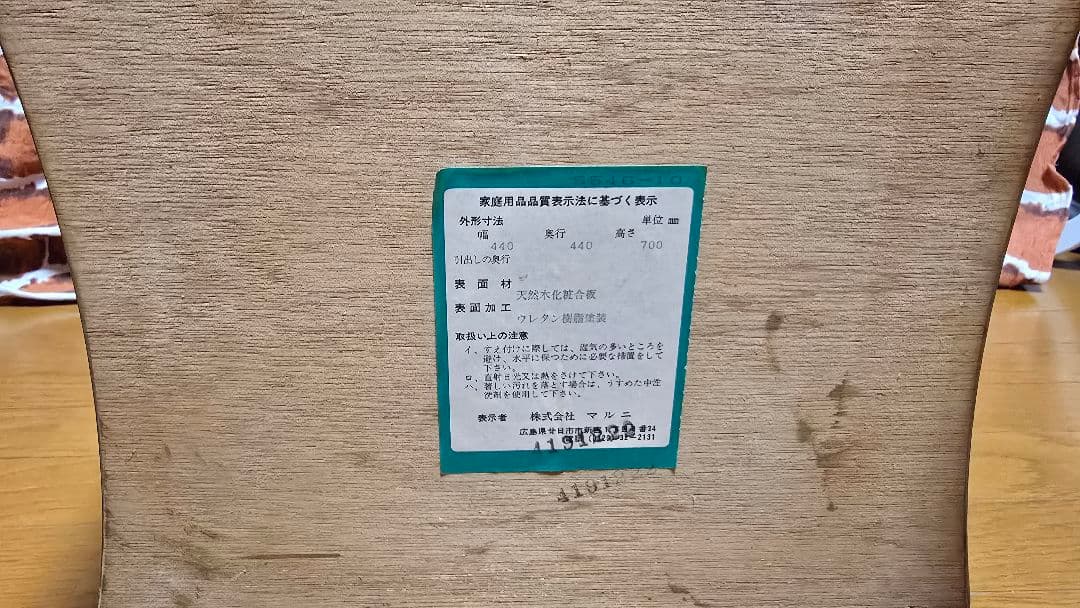 家庭用品品質表示法に基づく表示
外形寸法 単位 mm
幅 奥行 高さ
440 440 700
引出しの奥行
表面材
天然木化粧合板
表面加工
ウレタン樹脂塗装
取扱い上の注意
イ、すえ付けに際しては、湿気の多いところを
避け、水平に保つために必要な措置をして
下さい。
ロ、直射日光又は熱をさけて下さい。
ハ、著しい汚れを落とす場合は、うすめた中性
洗剤を使用して下さい。
表示者 株式会社 マルニ
広島県廿日市市
32-2131